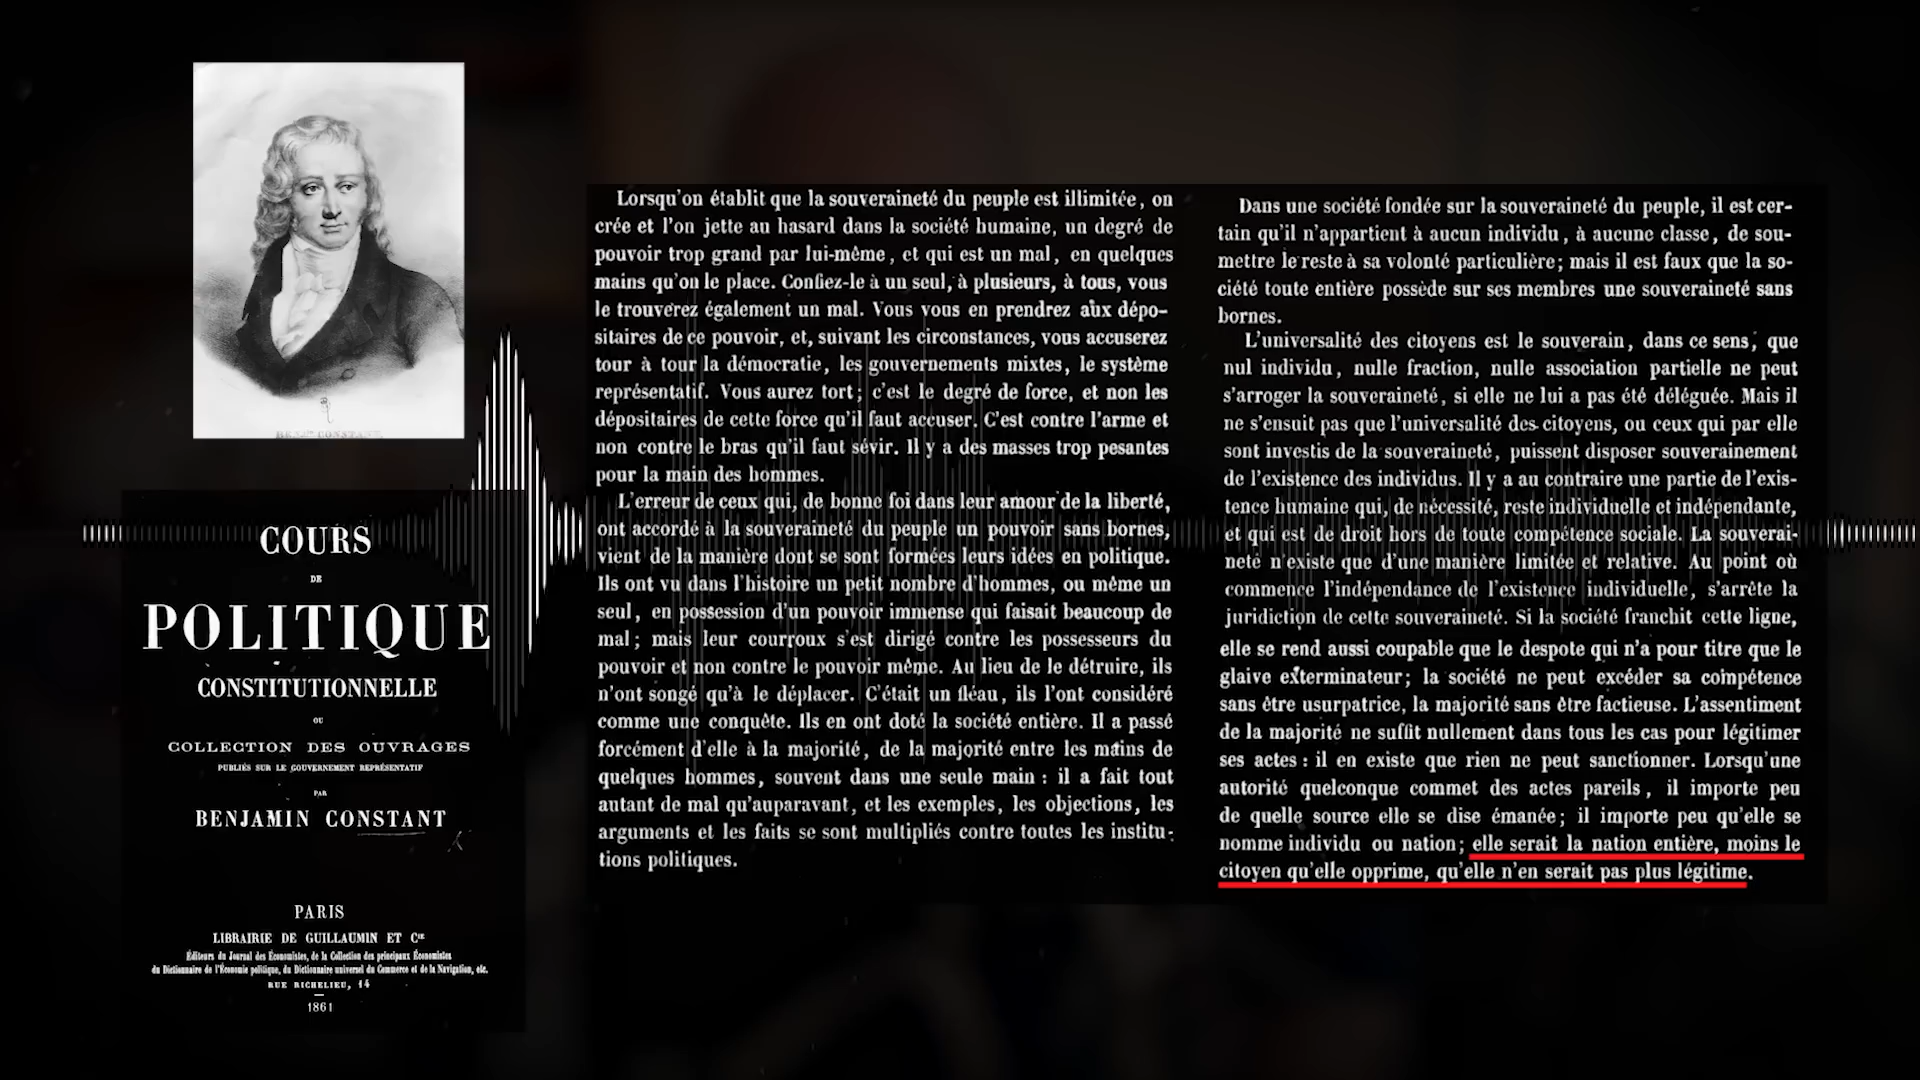 BENJ.IN CONSTANT.
COURS
DE
POLITIQUE
CONSTITUTIONNELLE
OU
COLLECTION DES OUVRAGES
PUBLIÉS SUR LE GOUVERNEMENT REPRÉSENTATIF
PAR
BENJAMIN CONSTANT
PARIS
LIBRAIRIE DE GUILLAUMIN ET Cie
Éditeurs du Journal des Économistes, de la Collection des principaux Économistes
du Dictionnaire de l'Économie politique, du Dictionnaire universel du Commerce et de la Navigation, etc.
RUE RICHELIEU, 14
1861
Lorsqu'on établit que la souveraineté du peuple est illimitée, on
crée et l'on jette au hasard dans la société humaine, un degré de
pouvoir trop grand par lui-même, et qui est un mal, en quelques
mains qu'on le place. Confiez-le à un seul, à plusieurs, à tous, vous
le trouverez également un mal. Vous vous en prendrez aux dépo-
sitaires de ce pouvoir, et, suivant les circonstances, vous accuserez
tour à tour la démocratie, les gouvernements mixtes, le système
représentatif. Vous aurez tort; c'est le degré de force, et non les
dépositaires de cette force qu'il faut accuser. C'est contre l'arme et
non contre le bras qu'il faut sévir. Il y a des masses trop pesantes
pour la main des hommes.
L'erreur de ceux qui, de bonne foi dans leur amour de la liberté,
ont accordé à la souveraineté du peuple un pouvoir sans bornes,
vient de la manière dont se sont formées leurs idées en politique.
Ils ont vu dans l'histoire un petit nombre d'hommes, ou même un
seul, en possession d'un pouvoir immense qui faisait beaucoup de
mal; mais leur courroux s'est dirigé contre les possesseurs du
pouvoir et non contre le pouvoir même. Au lieu de le détruire, ils
n'ont songé qu'à le déplacer. C'était un fléau, ils l'ont considéré
comme une conquête. Ils en ont doté la société entière. Il a passé
forcément d'elle à la majorité, de la majorité entre les mains de
quelques hommes, souvent dans une seule main : il a fait tout
autant de mal qu'auparavant, et les exemples, les objections, les
arguments et les faits se sont multipliés contre toutes les institu-
tions politiques.
Dans une société fondée sur la souveraineté du peuple, il est cer-
tain qu'il n'appartient à aucun individu, à aucune classe, de sou-
mettre le reste à sa volonté particulière; mais il est faux que la so-
ciété toute entière possède sur ses membres une souveraineté sans
bornes.
L'universalité des citoyens est le souverain, dans ce sens, que
nul individu, nulle fraction, nulle association partielle ne peut
s'arroger la souveraineté, si elle ne lui a pas été déléguée. Mais il
ne s'ensuit pas que l'universalité des citoyens, ou ceux qui par elle
sont investis de la souveraineté, puissent disposer souverainement
de l'existence des individus. Il y a au contraire une partie de l'exis-
tence humaine qui, de nécessité, reste individuelle et indépendante,
et qui est de droit hors de toute compétence sociale. La souverai-
neté n'existe que d'une manière limitée et relative. Au point où
commence l'indépendance de l'existence individuelle, s'arrête la
juridiction de cette souveraineté. Si la société franchit cette ligne,
elle se rend aussi coupable que le despote qui n'a pour titre que le
glaive exterminateur; la société ne peut excéder sa compétence
sans être usurpatrice, la majorité sans être factieuse. L'assentiment
de la majorité ne suffit nullement dans tous les cas pour légitimer
ses actes : il en existe que rien ne peut sanctionner. Lorsqu'une
autorité quelconque commet des actes pareils, il importe peu
de quelle source elle se dise émanée; il importe peu qu'elle se
nomme individu ou nation; elle serait la nation entière, moins le
citoyen qu'elle opprime, qu'elle n'en serait pas plus légitime.